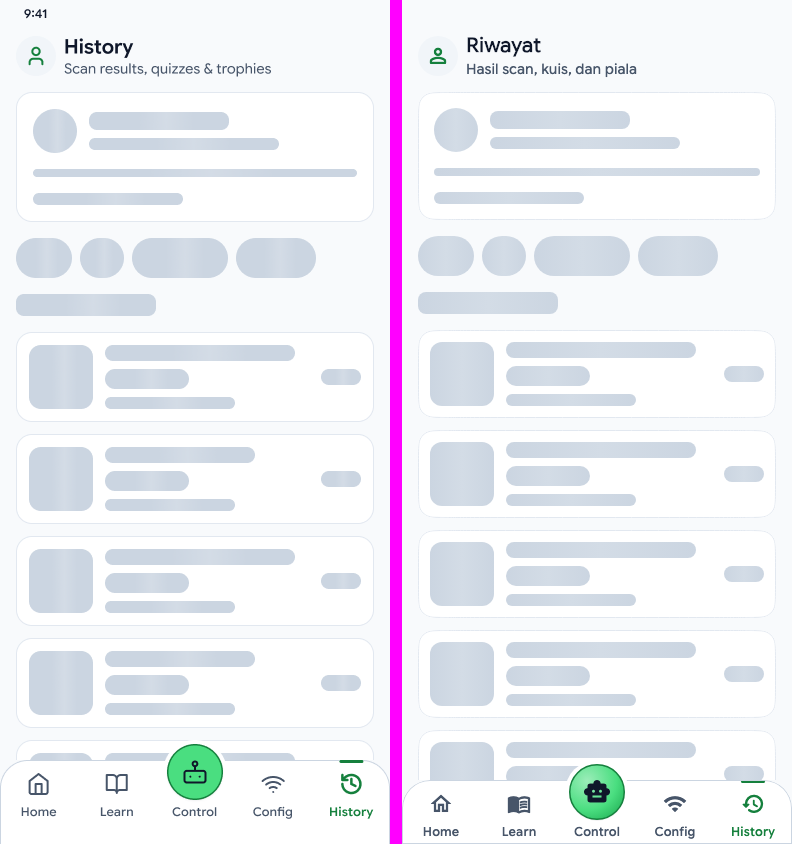 9:41
History
Scan results, quizzes & trophies
Home
Learn
Control
Config
History
Riwayat
Hasil scan, kuis, dan piala
Home
Learn
Control
Config
History